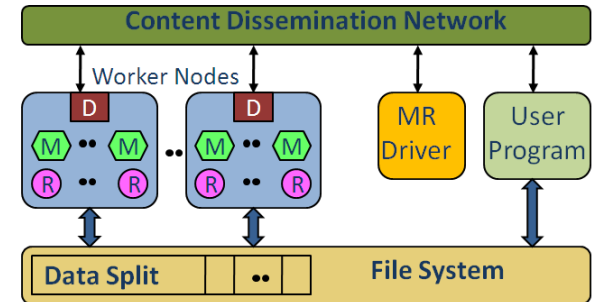 Content Dissemination Network
Worker Nodes
D
D
MR
Driver
User
Program
M
M
M
M
R
R
R
R
Data Split
File System